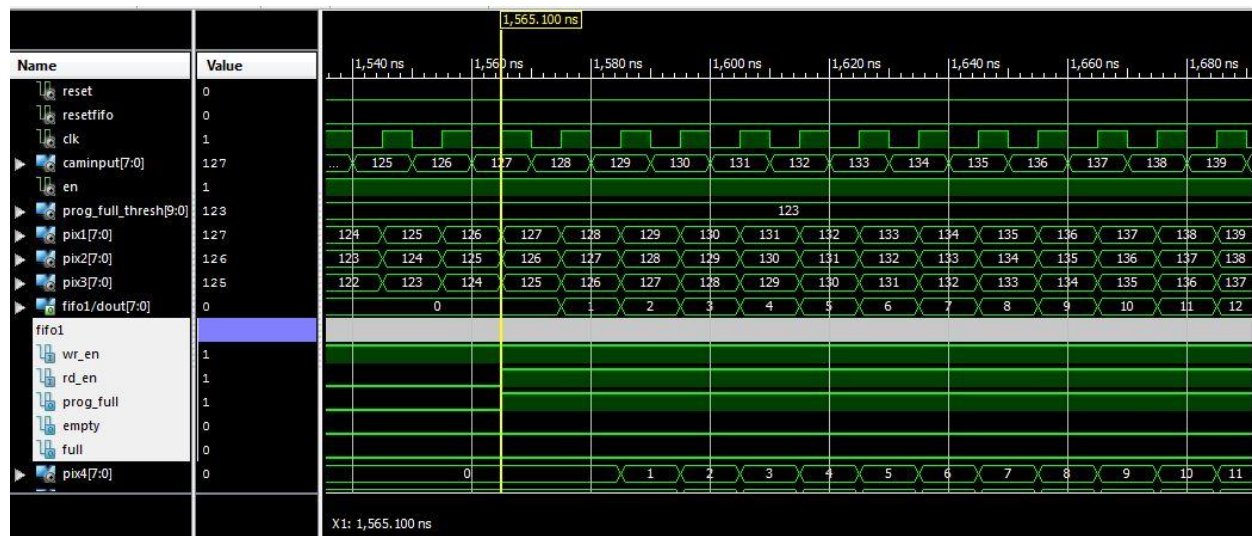 1,565.100 ns
Name Value 1,540 ns 1,560 ns 1,580 ns 1,600 ns 1,620 ns 1,640 ns 1,660 ns 1,680 ns
reset 0
resetfifo 0
clk 1
caminput[7:0] 127 ... 125 126 127 128 129 130 131 132 133 134 135 136 137 138 139
en 1
prog_full_thresh[9:0] 123 123
pix1[7:0] 127 124 125 126 127 128 129 130 131 132 133 134 135 136 137 138 139
pix2[7:0] 126 123 124 125 126 127 128 129 130 131 132 133 134 135 136 137 138
pix3[7:0] 125 122 123 124 125 126 127 128 129 130 131 132 133 134 135 136 137
fifo1/dout[7:0] 0 0 1 2 3 4 5 6 7 8 9 10 11 12
fifo1
wr_en 1
rd_en 1
prog_full 1
empty 0
full 0
pix4[7:0] 0 0 1 2 3 4 5 6 7 8 9 10 11
X1: 1,565.100 ns